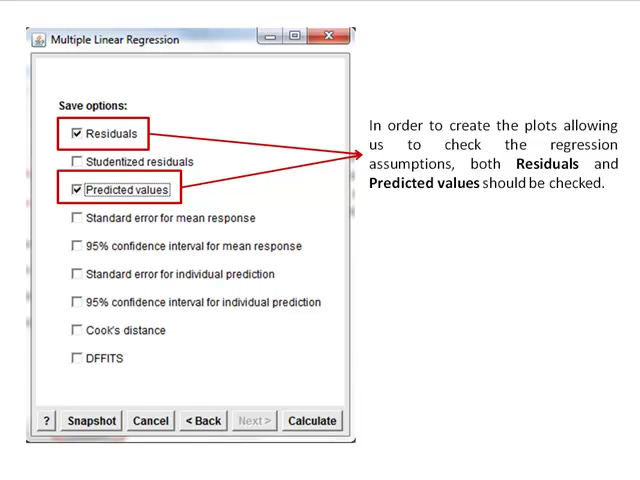 Multiple Linear Regression
Save options:
Residuals
Studentized residuals
Predicted values
Standard error for mean response
95% confidence interval for mean response
Standard error for individual prediction
95% confidence interval for individual prediction
Cook's distance
DFFITS
? Snapshot Cancel < Back Next > Calculate
In order to create the plots allowing
us to check the regression
assumptions, both Residuals and
Predicted values should be checked.